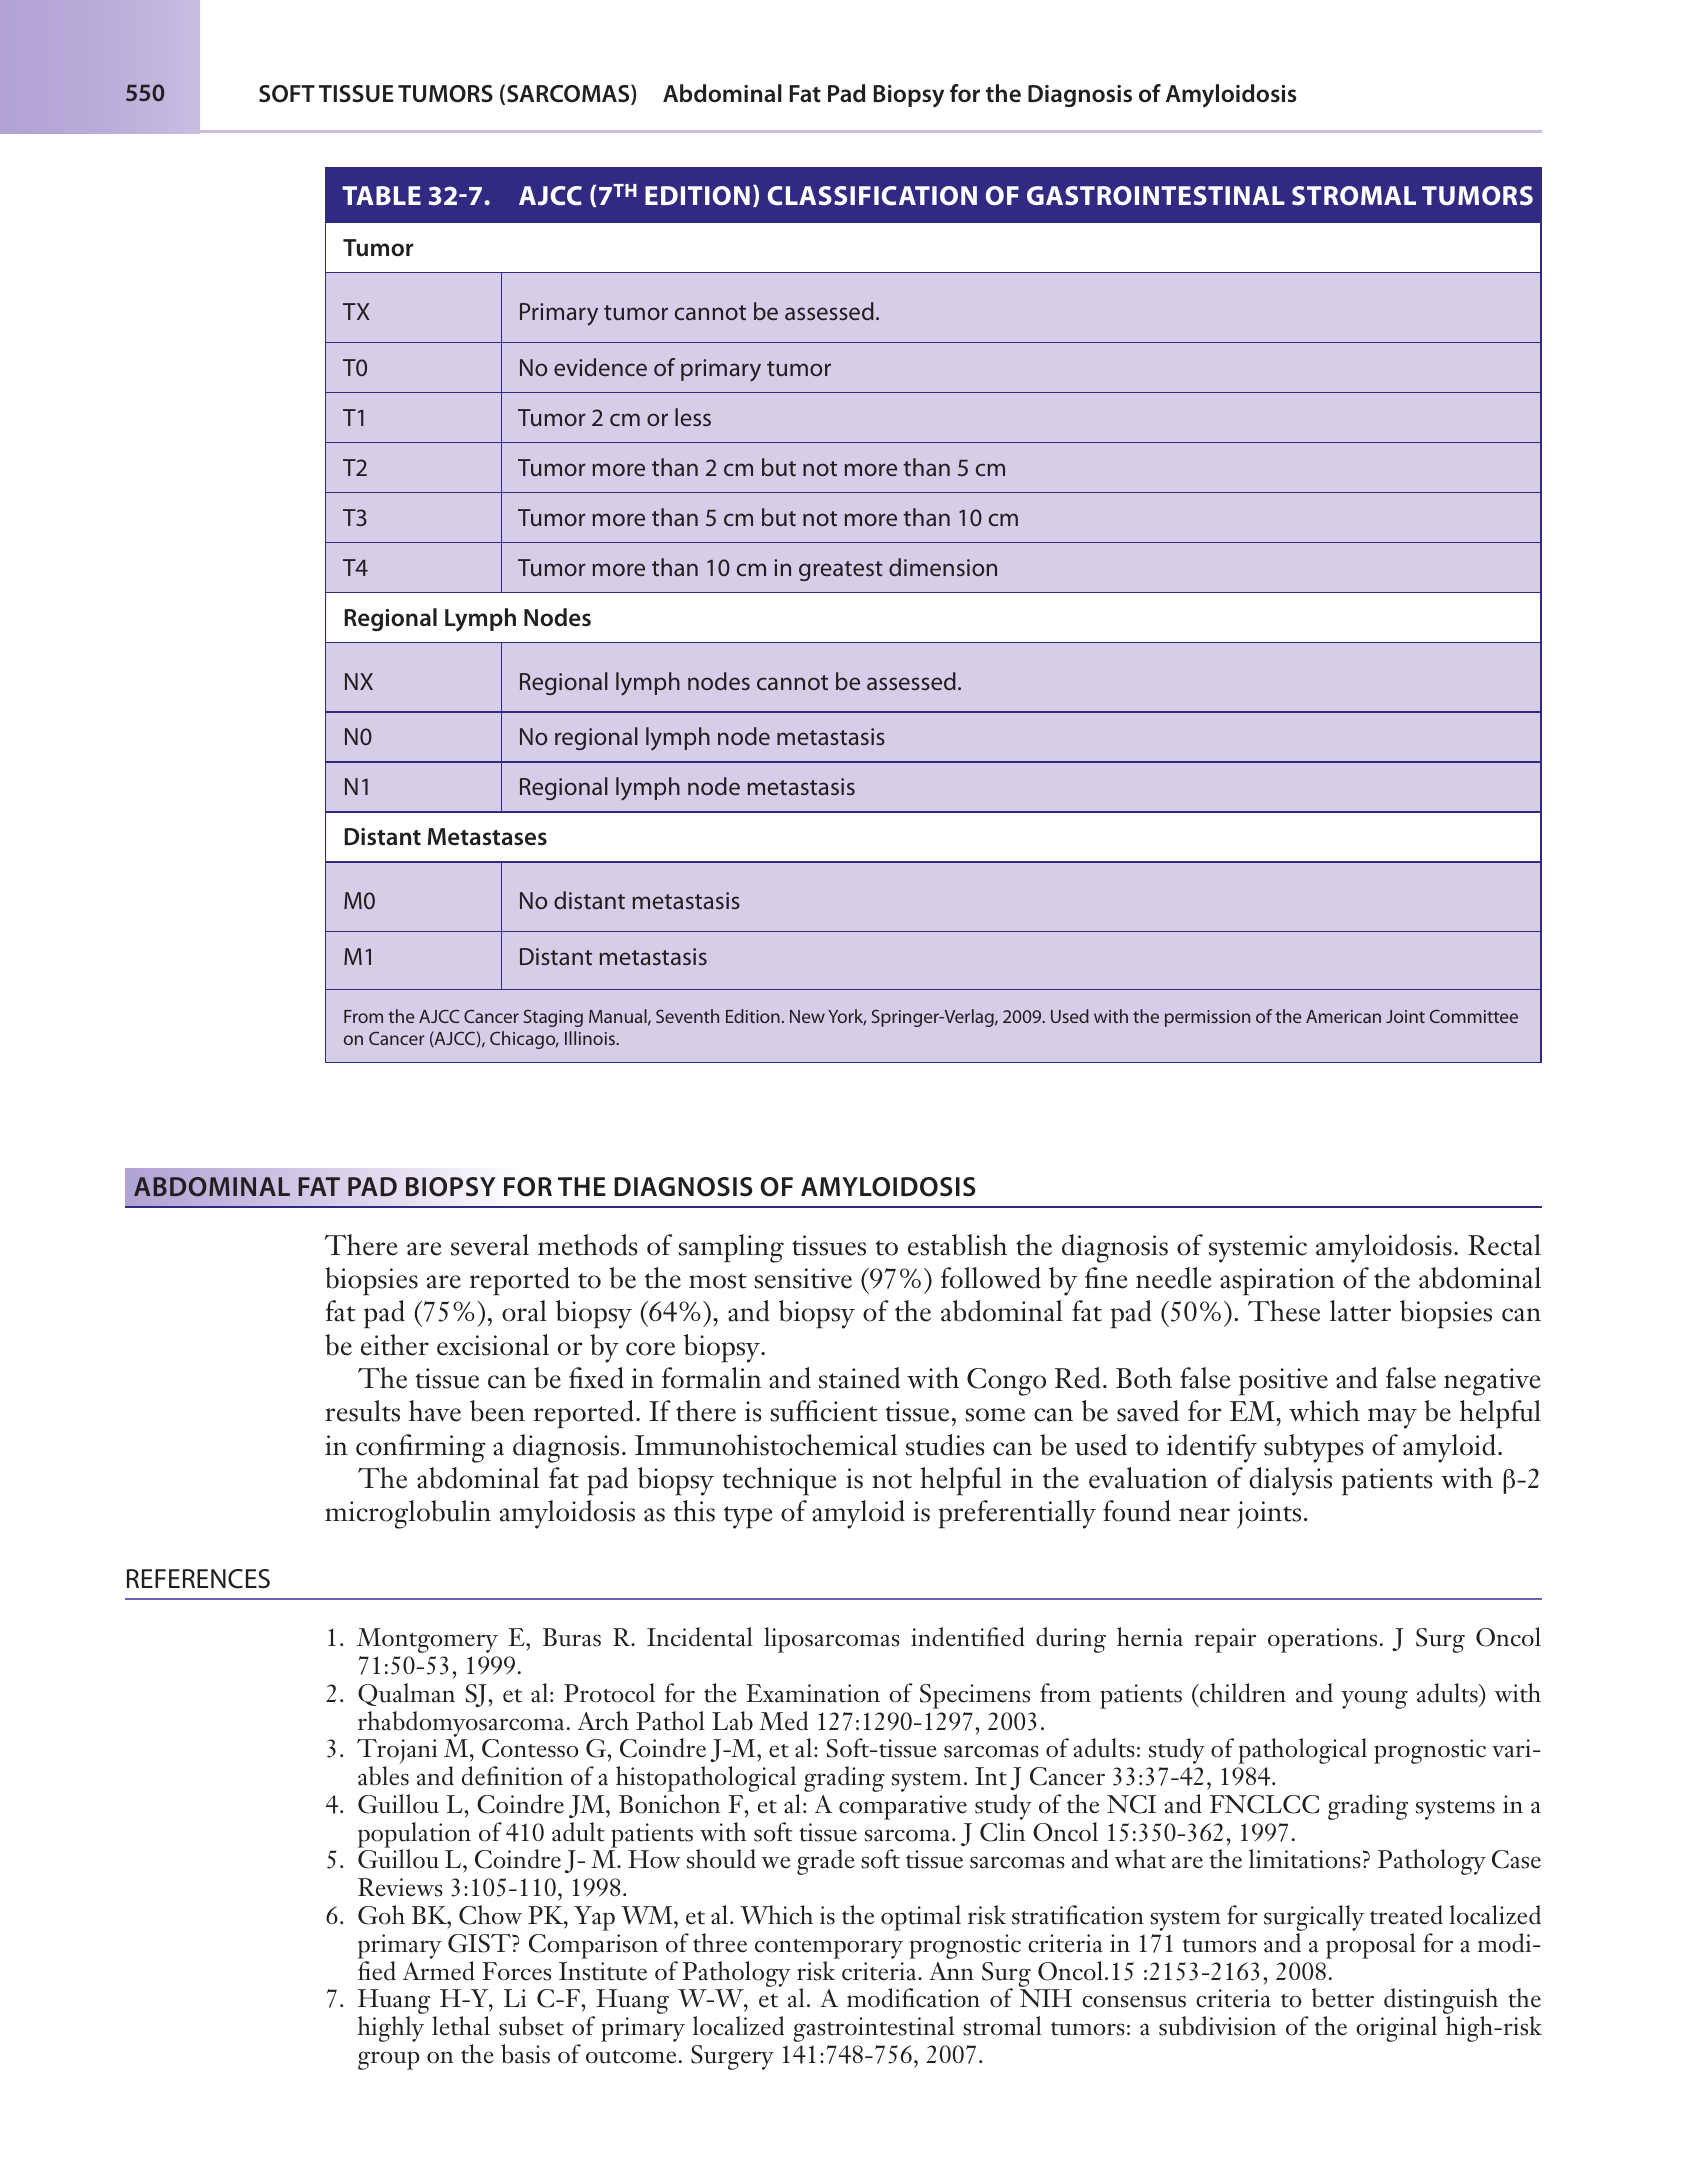 550 SOFT TISSUE TUMORS (SARCOMAS) Abdominal Fat Pad Biopsy for the Diagnosis of Amyloidosis
TABLE 32-7. AJCC (7TH EDITION) CLASSIFICATION OF GASTROINTESTINAL STROMAL TUMORS
Tumor
TX Primary tumor cannot be assessed.
T0 No evidence of primary tumor
T1 Tumor 2 cm or less
T2 Tumor more than 2 cm but not more than 5 cm
T3 Tumor more than 5 cm but not more than 10 cm
T4 Tumor more than 10 cm in greatest dimension
Regional Lymph Nodes
NX Regional lymph nodes cannot be assessed.
N0 No regional lymph node metastasis
N1 Regional lymph node metastasis
Distant Metastases
M0 No distant metastasis
M1 Distant metastasis
From the AJCC Cancer Staging Manual, Seventh Edition. New York, Springer-Verlag, 2009. Used with the permission of the American Joint Committee
on Cancer (AJCC), Chicago, Illinois.
ABDOMINAL FAT PAD BIOPSY FOR THE DIAGNOSIS OF AMYLOIDOSIS
There are several methods of sampling tissues to establish the diagnosis of systemic amyloidosis. Rectal
biopsies are reported to be the most sensitive (97%) followed by fine needle aspiration of the abdominal
fat pad (75%), oral biopsy (64%), and biopsy of the abdominal fat pad (50%). These latter biopsies can
be either excisional or by core biopsy.
The tissue can be fixed in formalin and stained with Congo Red. Both false positive and false negative
results have been reported. If there is sufficient tissue, some can be saved for EM, which may be helpful
in confirming a diagnosis. Immunohistochemical studies can be used to identify subtypes of amyloid.
The abdominal fat pad biopsy technique is not helpful in the evaluation of dialysis patients with β-2
microglobulin amyloidosis as this type of amyloid is preferentially found near joints.
REFERENCES
1. Montgomery E, Buras R. Incidental liposarcomas indentified during hernia repair operations. J Surg Oncol
71:50-53, 1999.
2. Qualman SJ, et al: Protocol for the Examination of Specimens from patients (children and young adults) with
rhabdomyosarcoma. Arch Pathol Lab Med 127:1290-1297, 2003.
3. Trojani M, Contesso G, Coindre J-M, et al: Soft-tissue sarcomas of adults: study of pathological prognostic vari-
ables and definition of a histopathological grading system. Int J Cancer 33:37-42, 1984.
4. Guillou L, Coindre JM, Bonichon F, et al: A comparative study of the NCI and FNCLCC grading systems in a
population of 410 adult patients with soft tissue sarcoma. J Clin Oncol 15:350-362, 1997.
5. Guillou L, Coindre J- M. How should we grade soft tissue sarcomas and what are the limitations? Pathology Case
Reviews 3:105-110, 1998.
6. Goh BK, Chow PK, Yap WM, et al. Which is the optimal risk stratification system for surgically treated localized
primary GIST? Comparison of three contemporary prognostic criteria in 171 tumors and a proposal for a modi-
fied Armed Forces Institute of Pathology risk criteria. Ann Surg Oncol.15 :2153-2163, 2008.
7. Huang H-Y, Li C-F, Huang W-W, et al. A modification of NIH consensus criteria to better distinguish the
highly lethal subset of primary localized gastrointestinal stromal tumors: a subdivision of the original high-risk
group on the basis of outcome. Surgery 141:748-756, 2007.